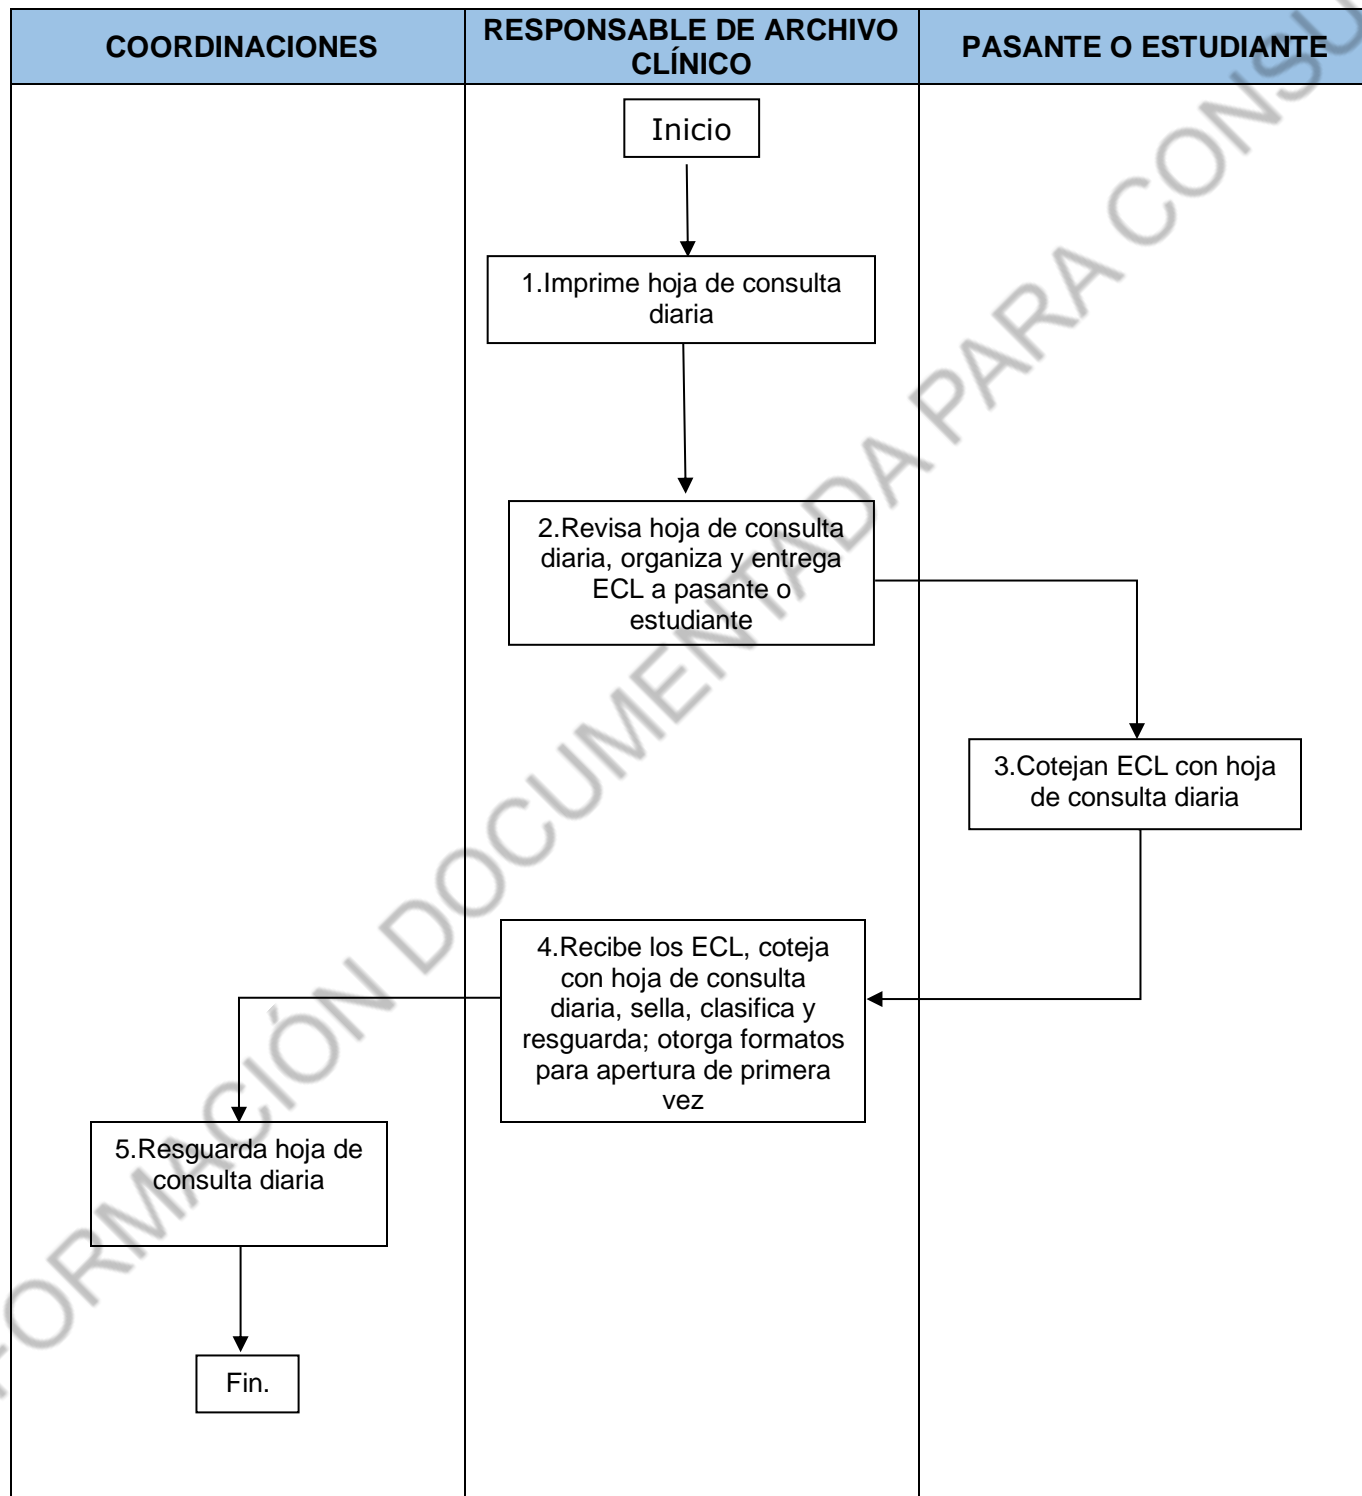 COORDINACIONES
RESPONSABLE DE ARCHIVO
CLÍNICO
PASANTE O ESTUDIANTE
Inicio
1.Imprime hoja de consulta
diaria
2.Revisa hoja de consulta
diaria, organiza y entrega
ECL a pasante o
estudiante
3.Cotejan ECL con hoja
de consulta diaria
4.Recibe los ECL, coteja
con hoja de consulta
diaria, sella, clasifica y
resguarda; otorga formatos
para apertura de primera
vez
5.Resguarda hoja de
consulta diaria
Fin.
FORMACIÓN DOCUMENTADA PARA CONSU